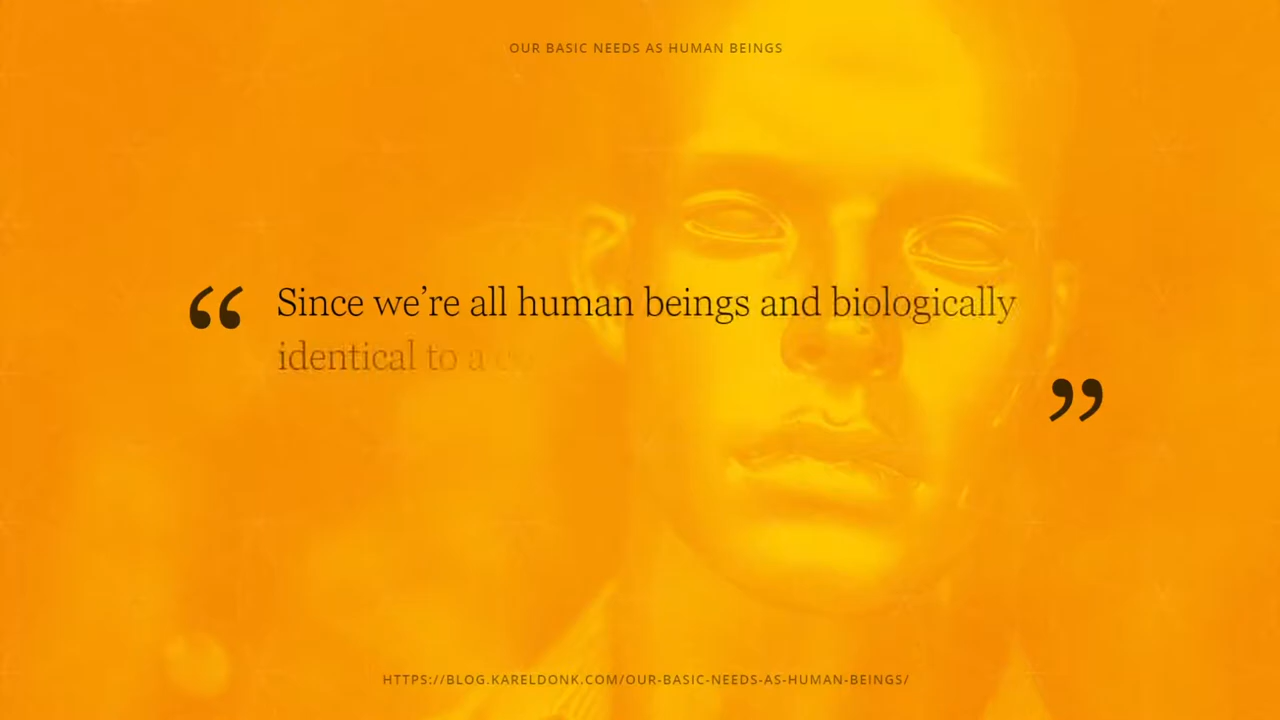 OUR BASIC NEEDS AS HUMAN BEINGS
“ Since we’re all human beings and biologically
identical to a ”
HTTPS://BLOG.KARELDONK.COM/OUR-BASIC-NEEDS-AS-HUMAN-BEINGS/